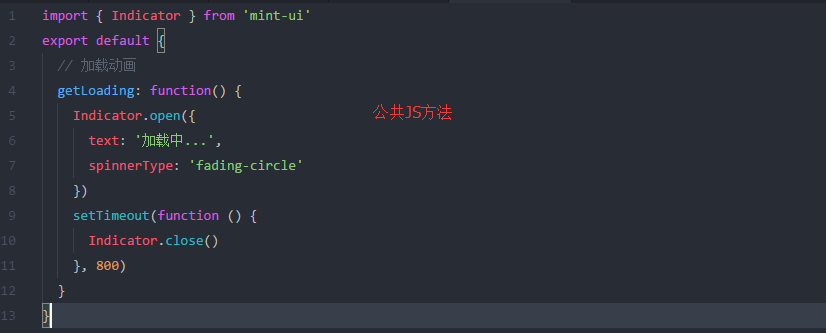 1 import { Indicator } from 'mint-ui'
2 export default {
3 // 加载动画
4 getLoading: function() {
5 Indicator.open({
公共JS方法
6 text: '加载中...',
7 spinnerType: 'fading-circle'
8 })
9 setTimeout(function () {
10 Indicator.close()
11 }, 800)
12 }
13 }